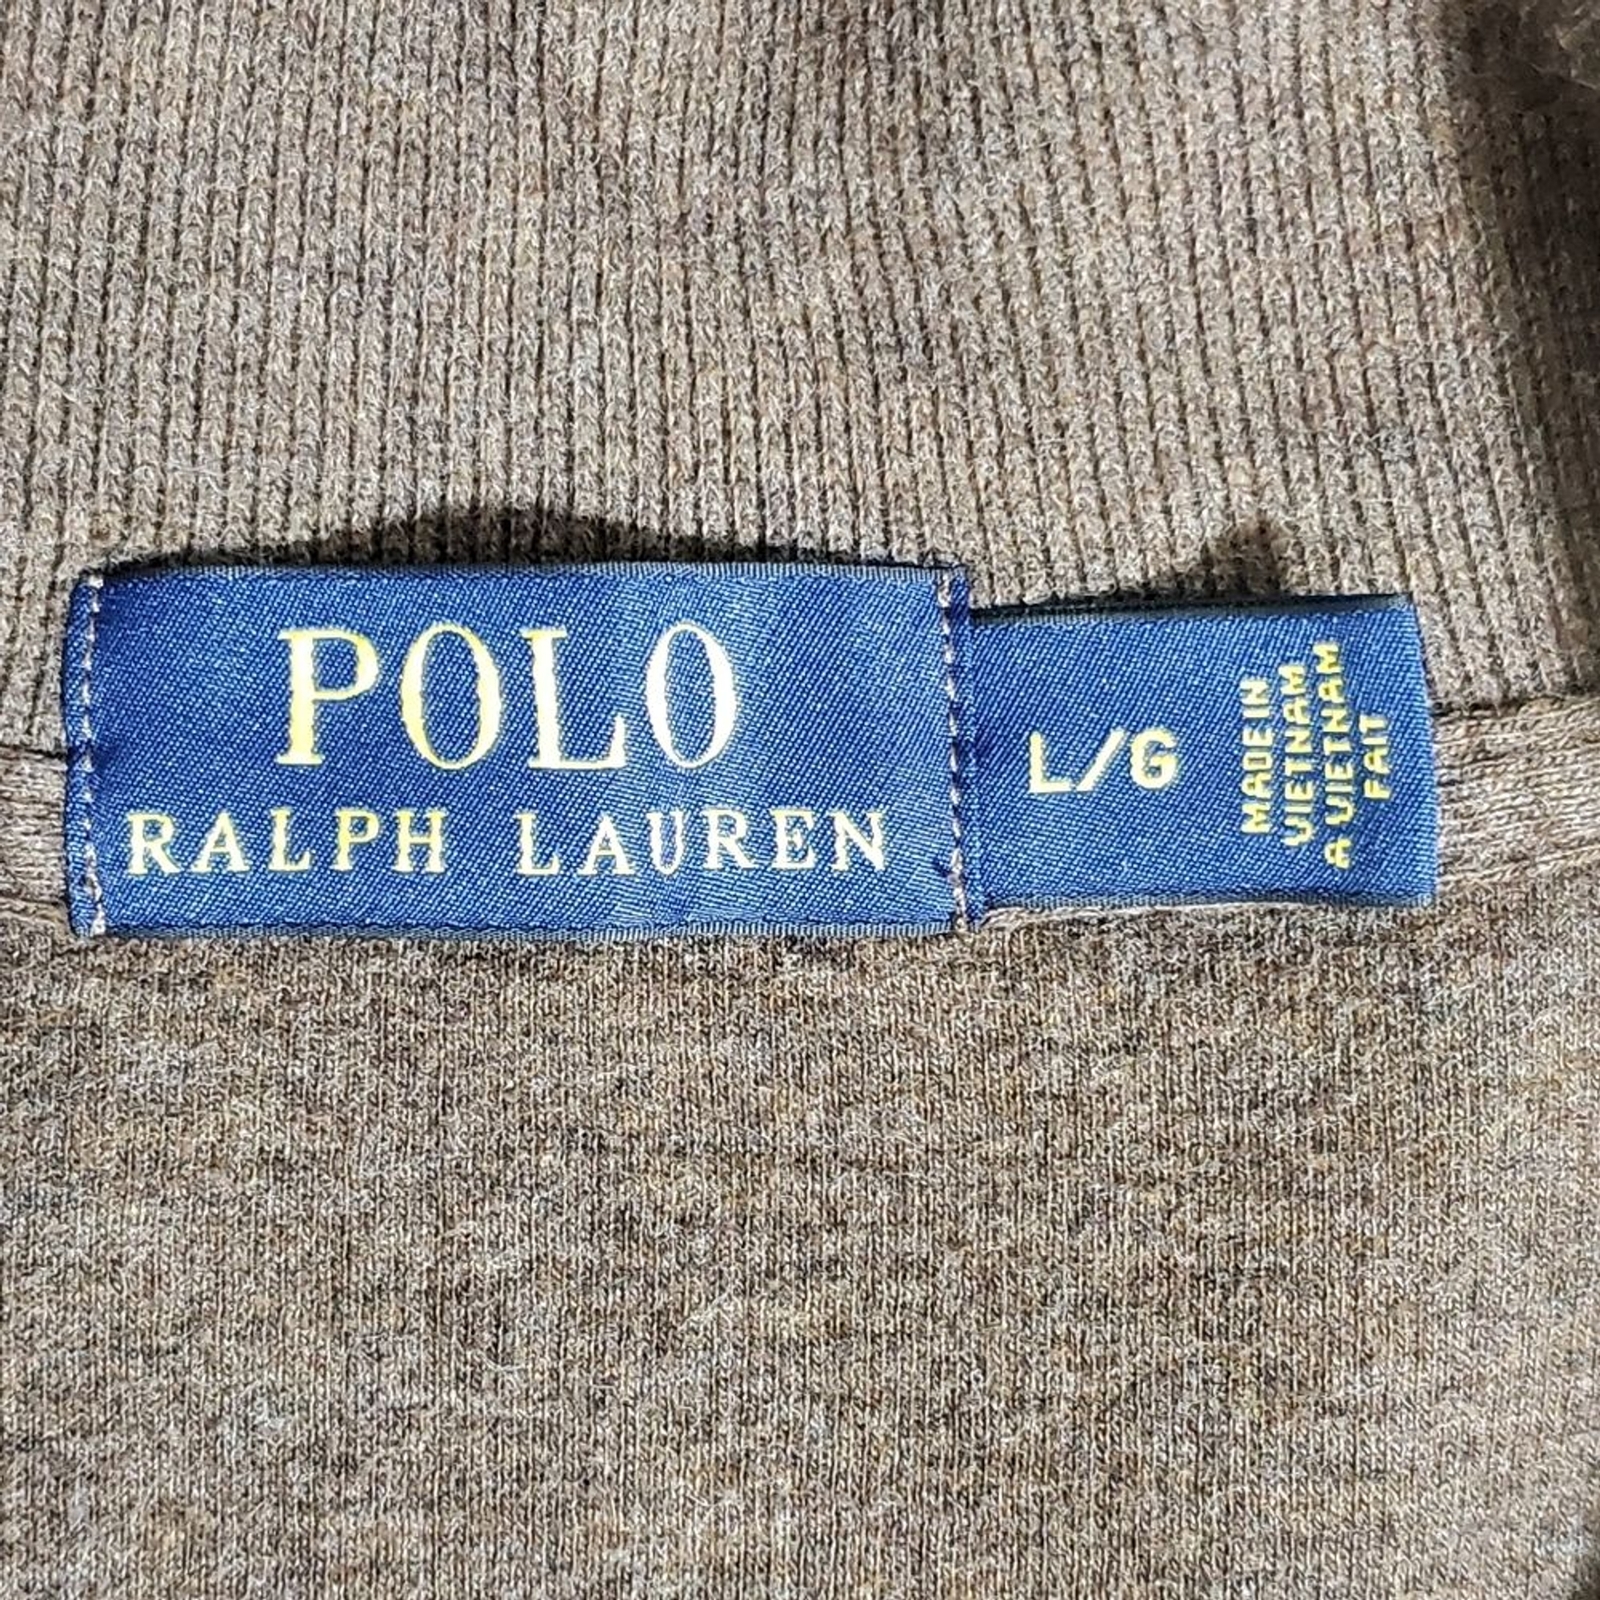 POLO
RALPH LAUREN
L/G
MADE IN
VIETNAM
A VIETNAM
FAIT